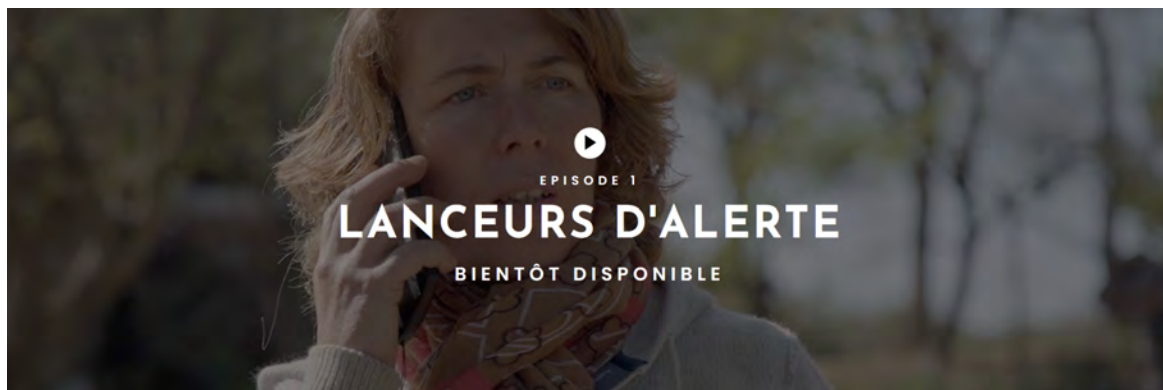 EPISODE 1
LANCEURS D'ALERTE
BIENTÔT DISPONIBLE